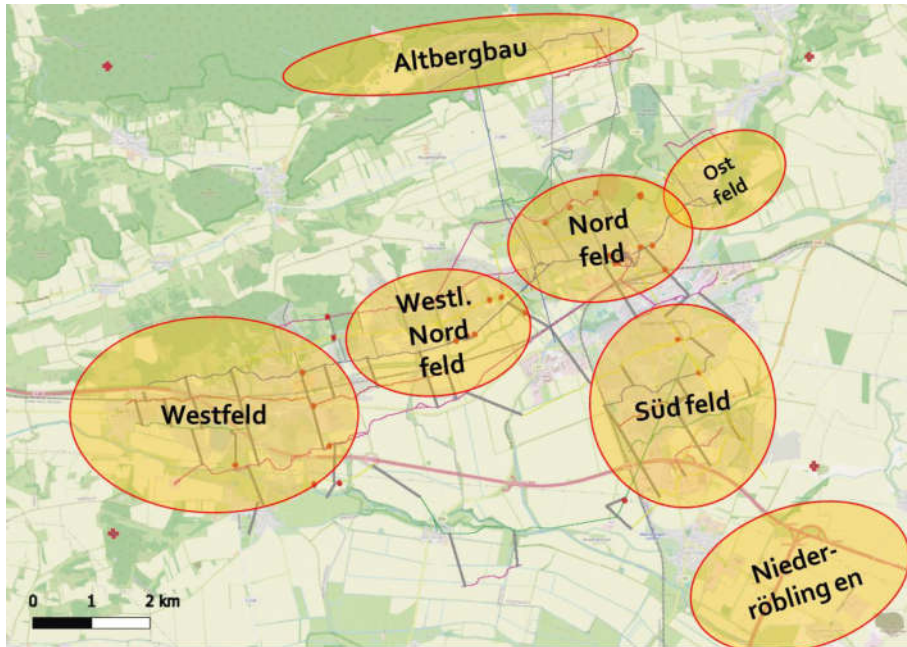 Altbergbau
Ost
feld
Nord
feld
Westl.
Nord
feld
Westfeld
Süd feld
Nieder-
röbling en
0 1 2 km